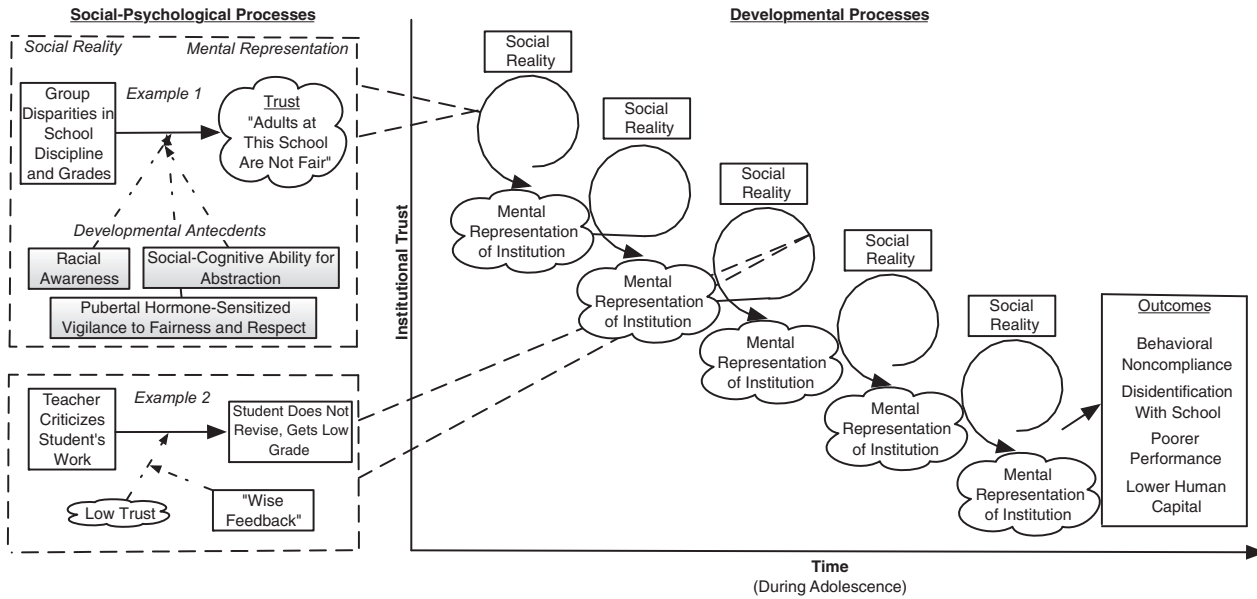 Social-Psychological Processes
Social Reality
Mental Representation
Group
Disparities in
School
Discipline
and Grades
Example 1
Trust
"Adults at
This School
Are Not Fair"
Developmental Antecdents
Racial
Awareness
Social-Cognitive Ability for
Abstraction
Pubertal Hormone-Sensitized
Vigilance to Fairness and Respect
Teacher
Criticizes
Student's
Work
Example 2
Student Does Not
Revise, Gets Low
Grade
Low Trust
"Wise
Feedback"
Developmental Processes
Institutional Trust
Social
Reality
Mental
Representation
of Institution
Social
Reality
Mental
Representation
of Institution
Social
Reality
Mental
Representation
of Institution
Social
Reality
Mental
Representation
of Institution
Social
Reality
Mental
Representation
of Institution
Outcomes
Behavioral
Noncompliance
Disidentification
With School
Poorer
Performance
Lower Human
Capital
Time
(During Adolescence)